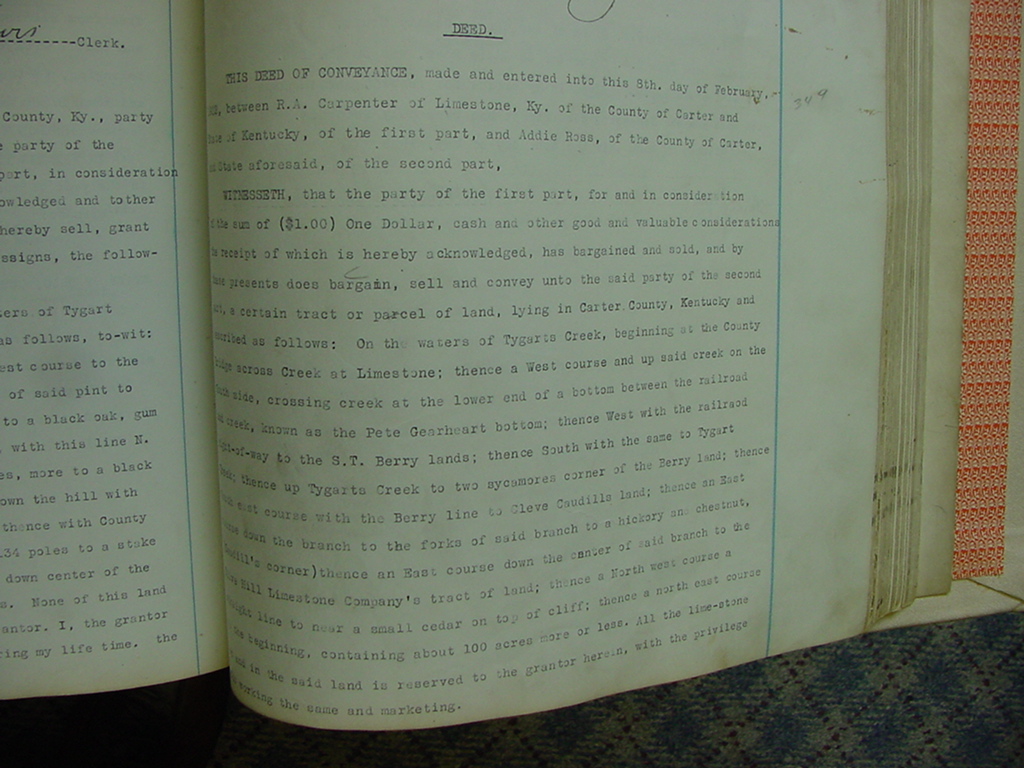 Clerk.
County, Ky., party
party of the
part, in consideration
owledged and tother
hereby sell, grant
ssigns, the follow-
ters of Tygart
as follows, to-wit:
est course to the
of said pint to
to a black oak, gum
, with this line N.
es, more to a black
own the hill with
thence with County
134 poles to a stake
down center of the
s. None of this land
antor. I, the grantor
ing my life time. the
DEED.
THIS DEED OF CONVEYANCE, made and entered into this 8th. day of February,
between R.A. Carpenter of Limestone, Ky. of the County of Carter and
349
of Kentucky, of the first part, and Addie Ross, of the County of Carter,
State aforesaid, of the second part,
WITNESSETH, that the party of the first part, for and in consideration
the sum of ($1.00) One Dollar, cash and other good and valuable considerations
receipt of which is hereby acknowledged, has bargained and sold, and by
presents does bargain, sell and convey unto the said party of the second
a certain tract or parcel of land, lying in Carter County, Kentucky and
as follows: On the waters of Tygarts Creek, beginning at the County
across Creek at Limestone; thence a West course and up said creek on the
side, crossing creek at the lower end of a bottom between the railroad
creek, known as the Pete Gearheart bottom; thence West with the railraod
of-way to the S.T. Berry lands; thence South with the same to Tygart
thence up Tygarts Creek to two sycamores corner of the Berry land; thence
east course with the Berry line to Cleve Caudills land; thence an East
down the branch to the forks of said branch to a hickory and chestnut,
corner)thence an East course down the center of said branch to the
Hill Limestone Company's tract of land; thence a North west course a
line to near a small cedar on top of cliff; thence a north east course
the beginning, containing about 100 acres more or less. All the lime-stone
in the said land is reserved to the grantor herein, with the privilege
working the same and marketing.